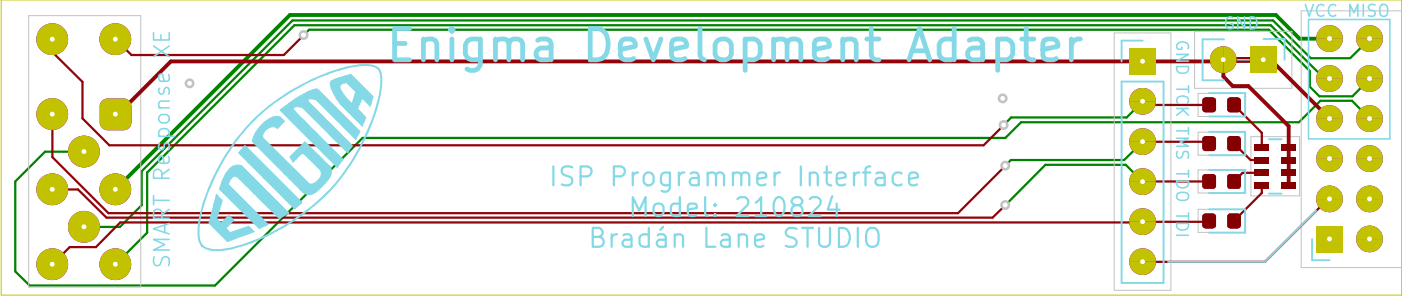 VCC MISO
GND
Enigma Development Adapter
SMART Response XE
ENIGMA
ISP Programmer Interface
Model: 210824
Bradán Lane STUDIO
GND TCK TMS TDO TDI